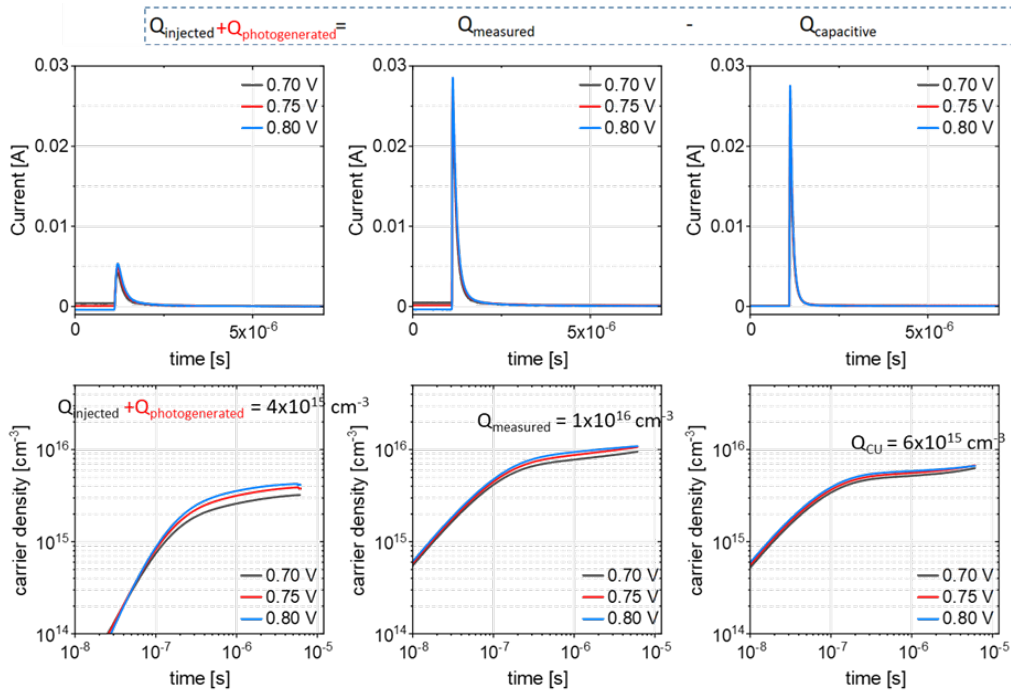 Qinjected+Qphotogenerated= Qmeasured - Qcapacitive
0.03
0.02
0.01
0
Current [A]
0.70 V
0.75 V
0.80 V
0
5x10-6
time [s]
0.03
0.02
0.01
0
Current [A]
0.70 V
0.75 V
0.80 V
0
5x10-6
time [s]
0.03
0.02
0.01
0
Current [A]
0.70 V
0.75 V
0.80 V
0
5x10-6
time [s]
Qinjected +Qphotogenerated = 4x1015 cm-3
1016
1015
1014
carrier density [cm-3]
0.70 V
0.75 V
0.80 V
10-8 10-7 10-6 10-5
time [s]
Qmeasured = 1x1016 cm-3
1016
1015
1014
carrier density [cm-3]
0.70 V
0.75 V
0.80 V
10-8 10-7 10-6 10-5
time [s]
QCU = 6x1015 cm-3
1016
1015
1014
carrier density [cm-3]
0.70 V
0.75 V
0.80 V
10-8 10-7 10-6 10-5
time [s]